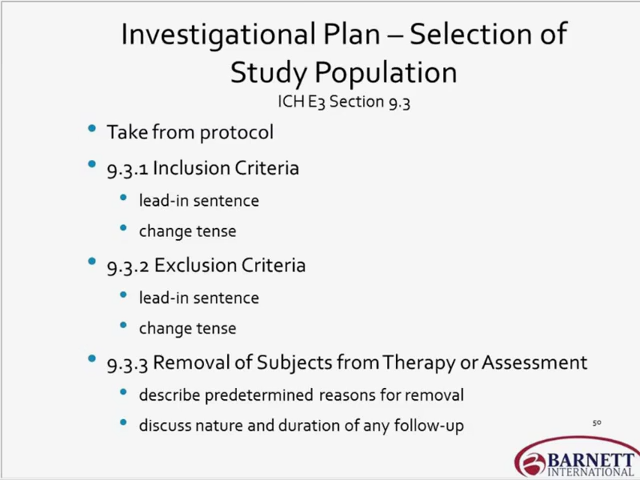 Investigational Plan – Selection of
Study Population
ICH E3 Section 9.3
• Take from protocol
• 9.3.1 Inclusion Criteria
• lead-in sentence
• change tense
• 9.3.2 Exclusion Criteria
• lead-in sentence
• change tense
• 9.3.3 Removal of Subjects from Therapy or Assessment
• describe predetermined reasons for removal
• discuss nature and duration of any follow-up
50
BARNETT
INTERNATIONAL